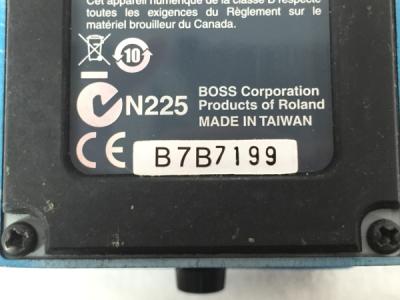 Cet appareil numérique de la classe B respecte
toutes les exigences du Règlement sur le
matériel brouilleur du Canada.
10
N225
BOSS Corporation
Products of Roland
MADE IN TAIWAN
CE
B7B7199